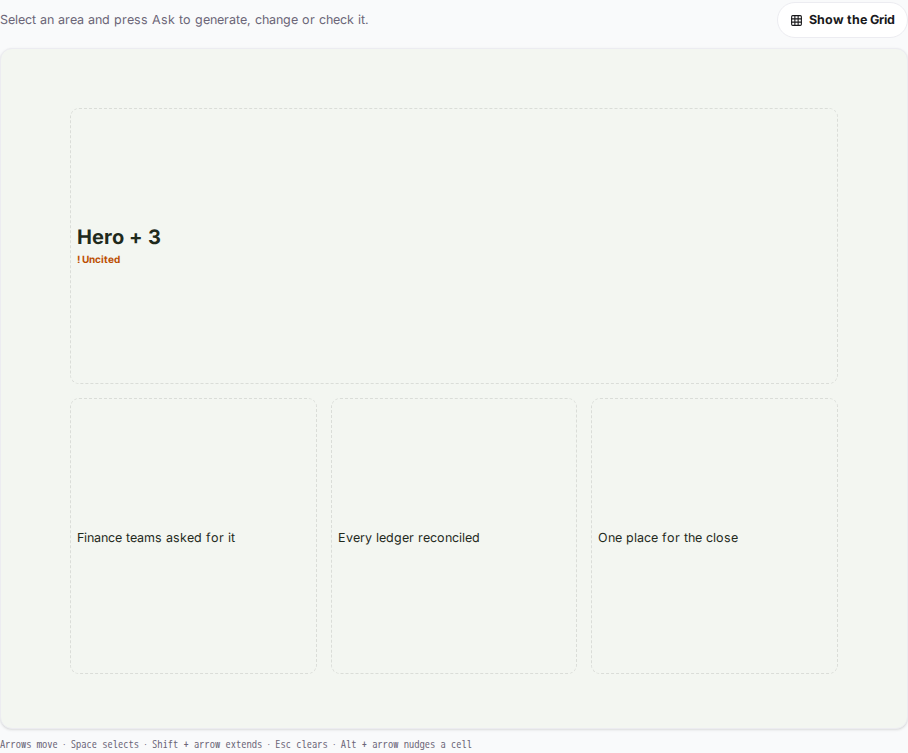 Select an area and press Ask to generate, change or check it.
Show the Grid
Hero + 3
! Uncited
Finance teams asked for it
Every ledger reconciled
One place for the close
Arrows move · Space selects · Shift + arrow extends · Esc clears · Alt + arrow nudges a cell